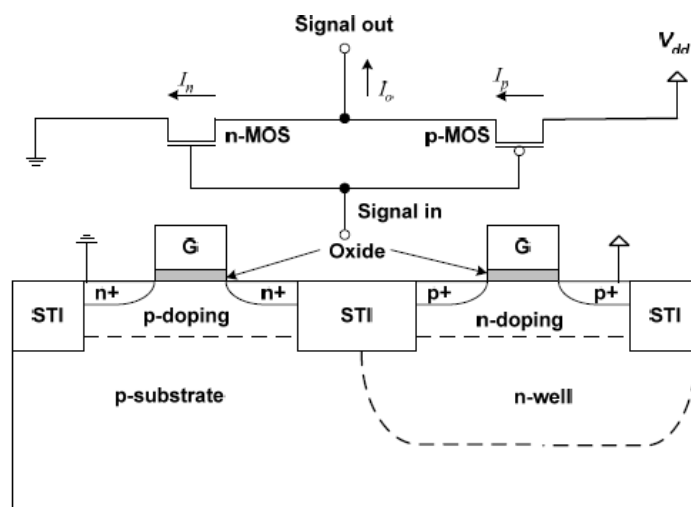 Signal out
V_dd
I_n
I_o
I_p
n-MOS
p-MOS
Signal in
G
G
Oxide
n+
n+
p+
p+
STI
p-doping
STI
n-doping
STI
p-substrate
n-well